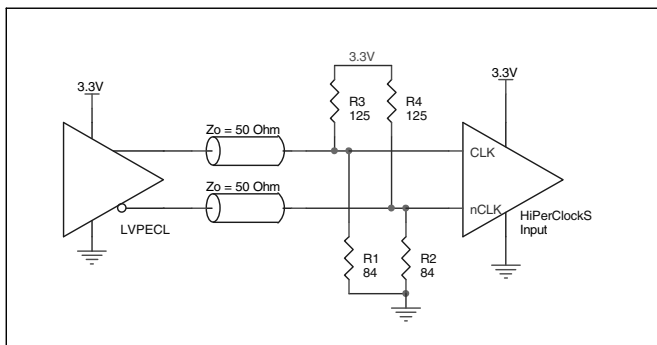 3.3V
3.3V
3.3V
R3
125
R4
125
Zo = 50 Ohm
CLK
Zo = 50 Ohm
nCLK
HiPerClockS
Input
LVPECL
R1
84
R2
84